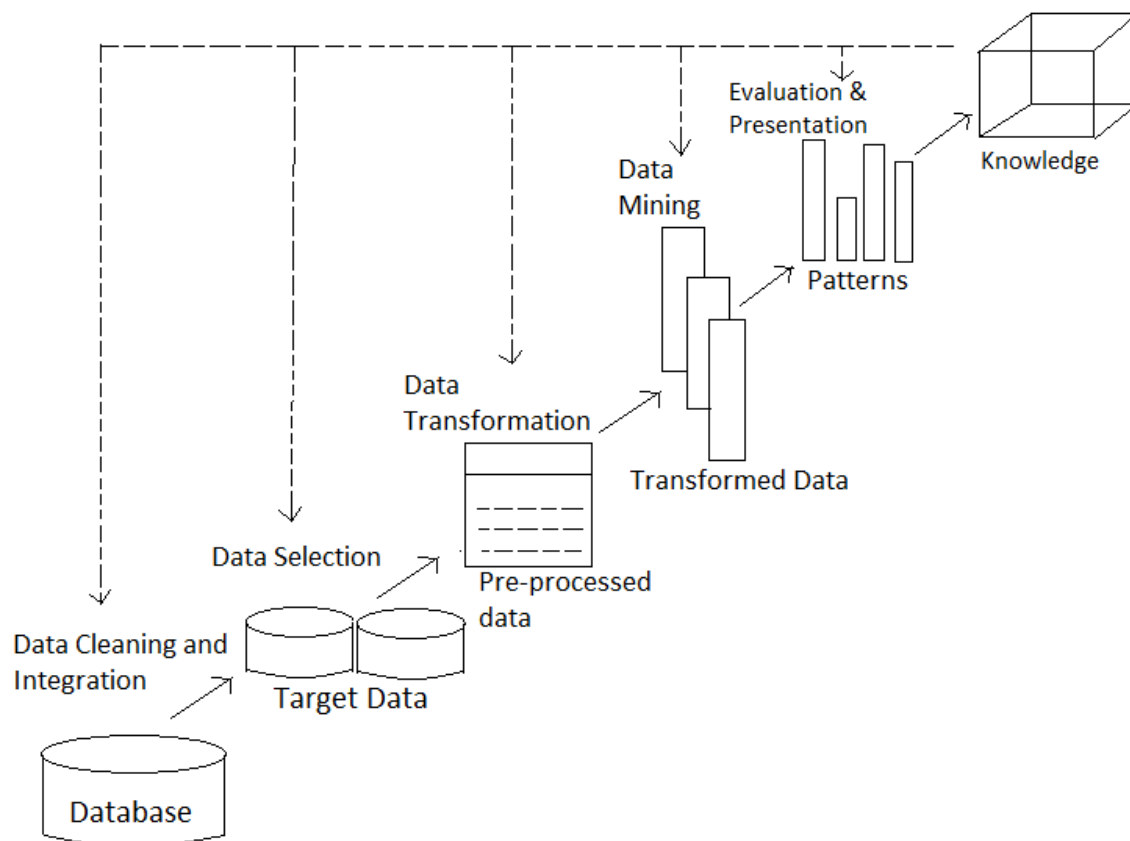 Evaluation &
Presentation
Knowledge
Data
Mining
Patterns
Data
Transformation
Transformed Data
Data Selection
Pre-processed
data
Data Cleaning and
Integration
Target Data
Database